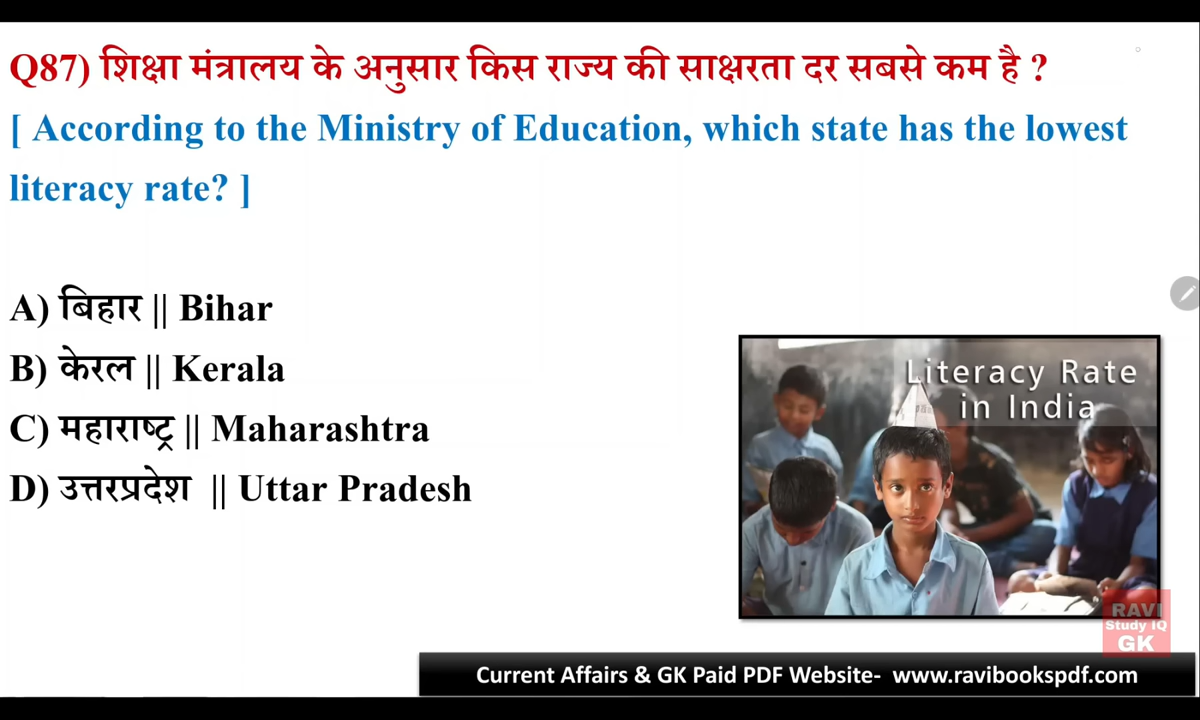 Q87) शिक्षा मंत्रालय के अनुसार किस राज्य की साक्षरता दर सबसे कम है ?
[ According to the Ministry of Education, which state has the lowest
literacy rate? ]
A) बिहार || Bihar
B) केरल || Kerala
C) महाराष्ट्र || Maharashtra
D) उत्तरप्रदेश || Uttar Pradesh
Literacy Rate
in India
RAVI
Study IQ
GK
Current Affairs & GK Paid PDF Website- www.ravibookspdf.com